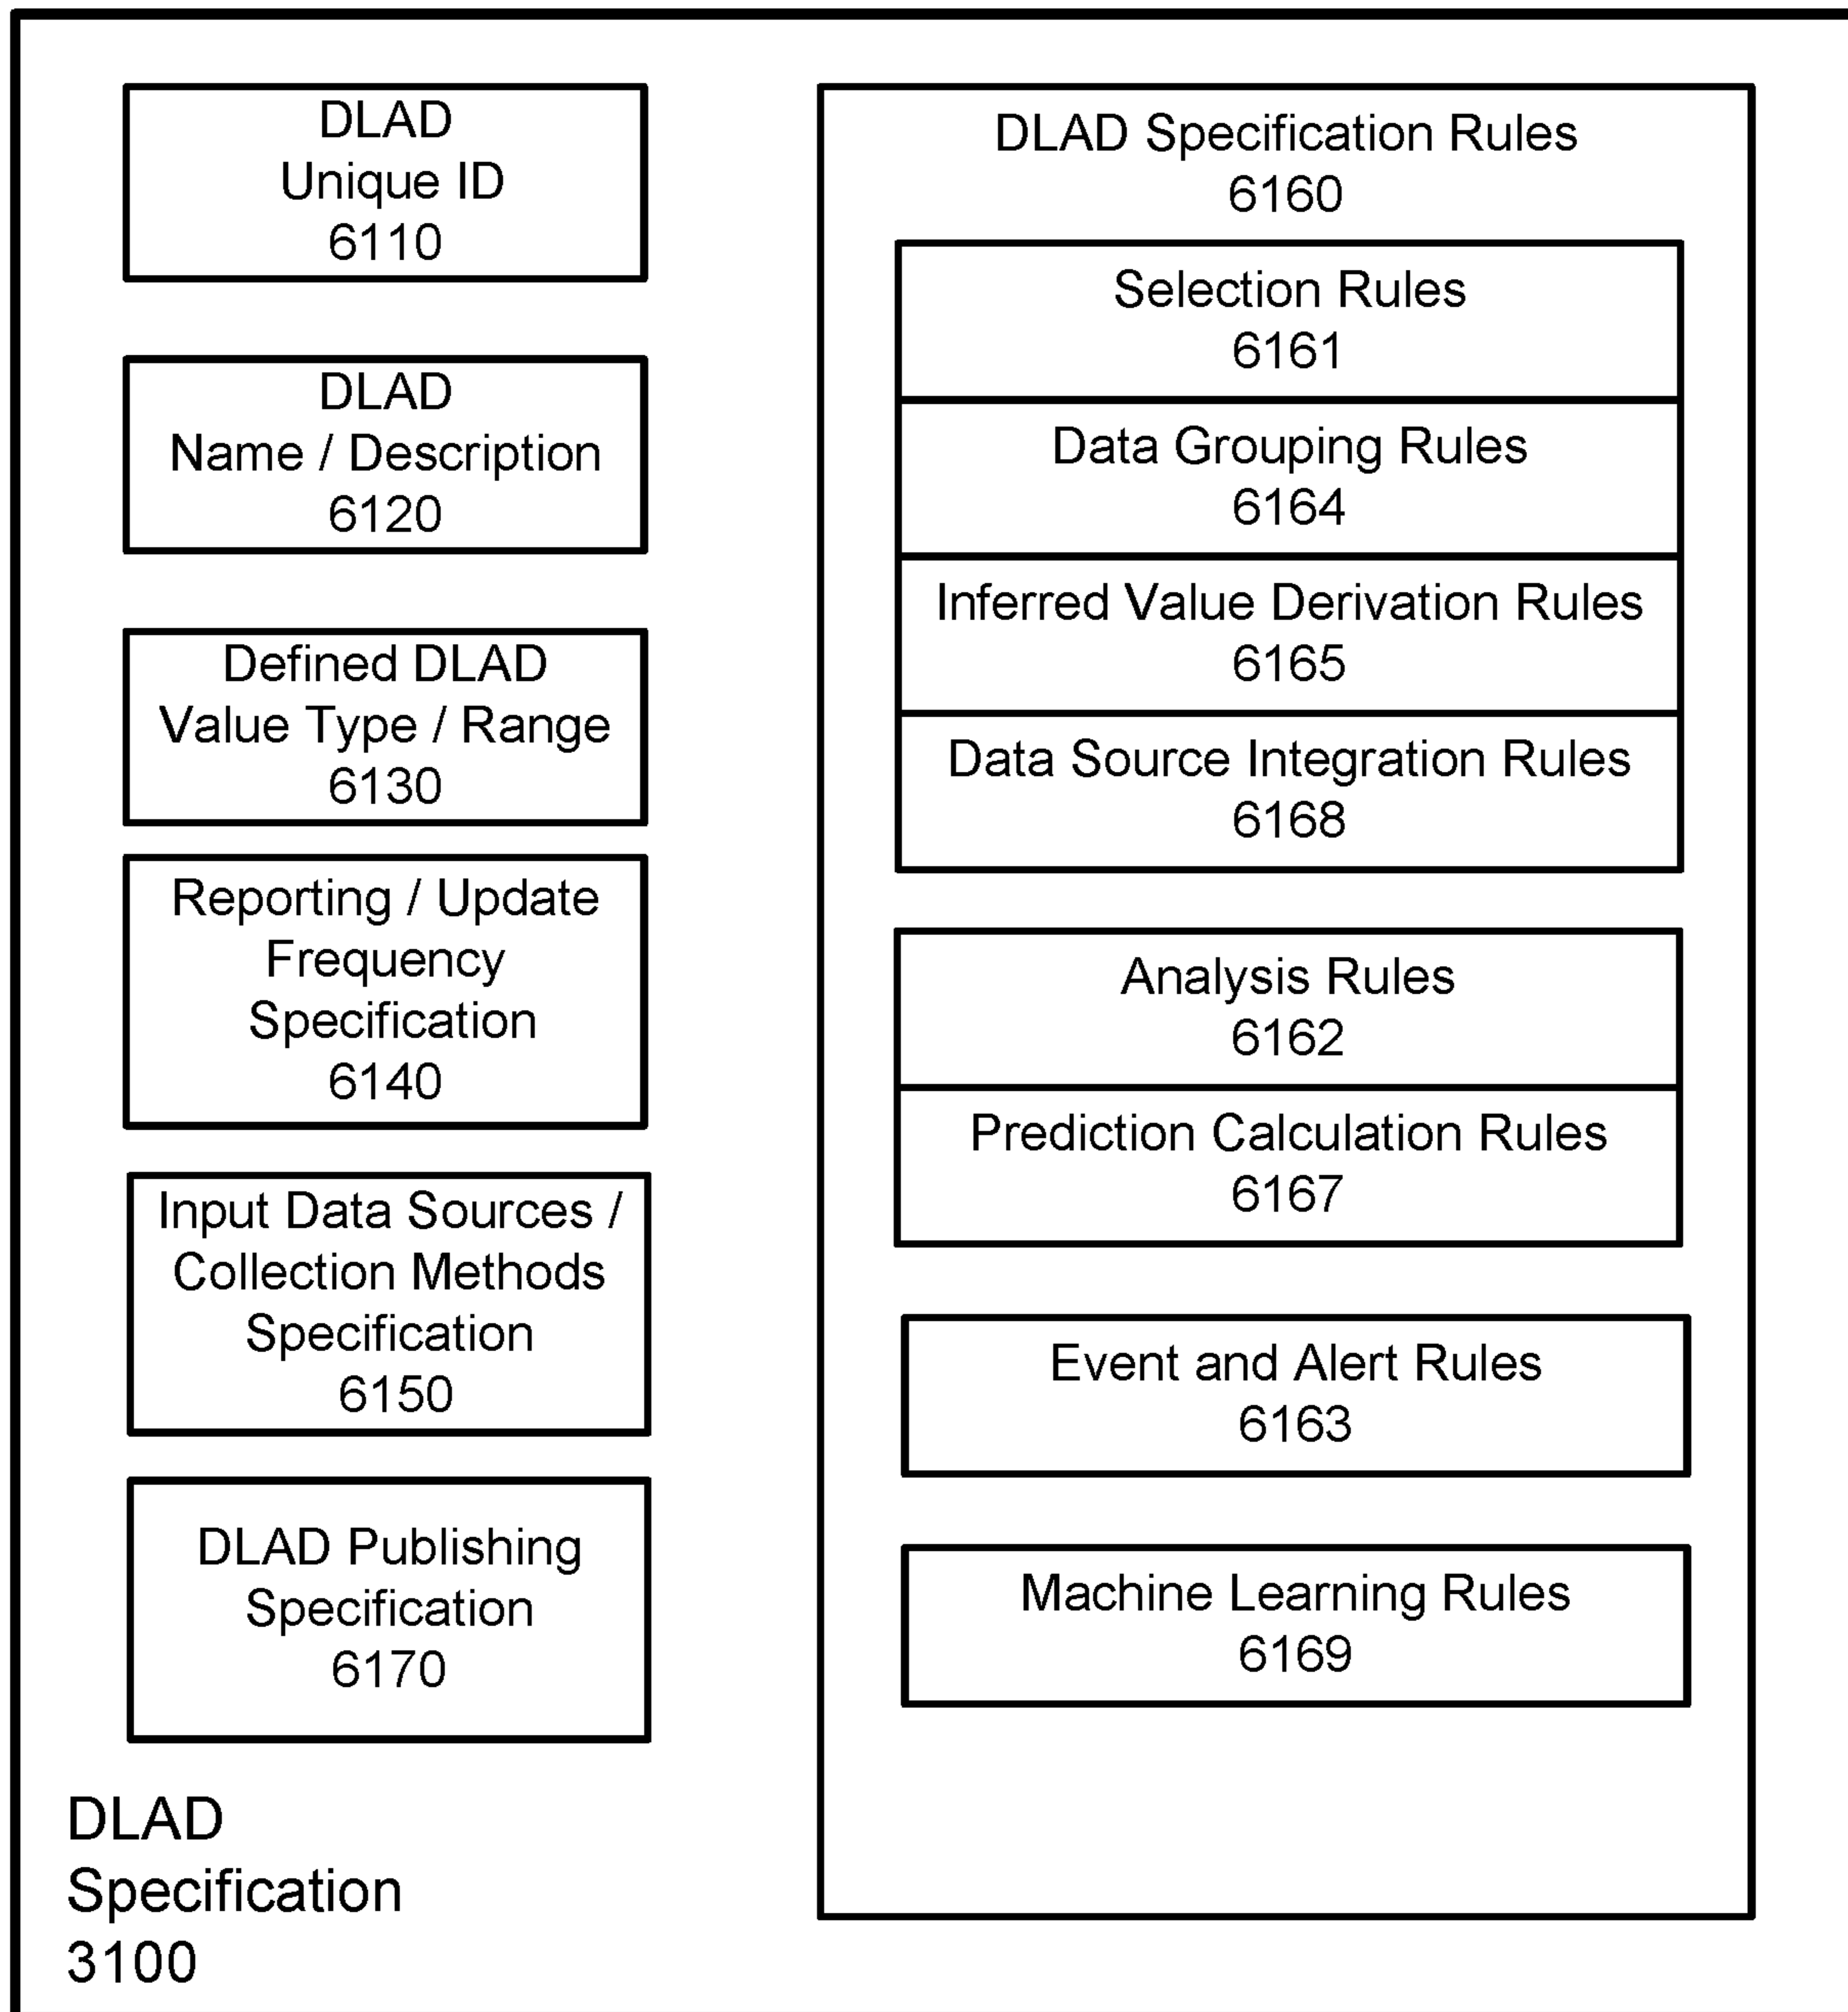 DLAD
Unique ID
6110
DLAD
Name / Description
6120
Defined DLAD
Value Type / Range
6130
Reporting / Update
Frequency
Specification
6140
Input Data Sources /
Collection Methods
Specification
6150
DLAD Publishing
Specification
6170
DLAD
Specification
3100
DLAD Specification Rules
6160
Selection Rules
6161
Data Grouping Rules
6164
Inferred Value Derivation Rules
6165
Data Source Integration Rules
6168
Analysis Rules
6162
Prediction Calculation Rules
6167
Event and Alert Rules
6163
Machine Learning Rules
6169